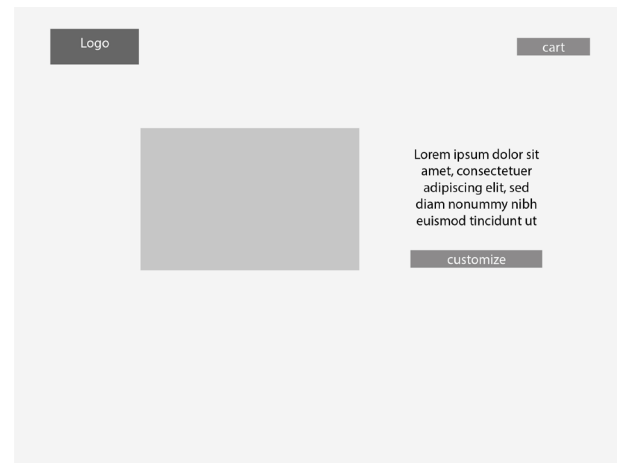 Logo
cart
Lorem ipsum dolor sit
amet, consectetuer
adipiscing elit, sed
diam nonummy nibh
euismod tincidunt ut
customize